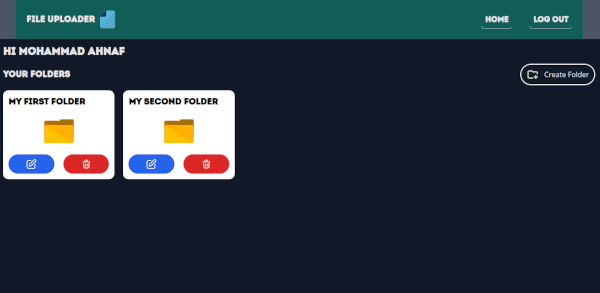 FILE UPLOADER
HOME
LOG OUT
HI MOHAMMAD AHNAF
YOUR FOLDERS
Create Folder
MY FIRST FOLDER
MY SECOND FOLDER